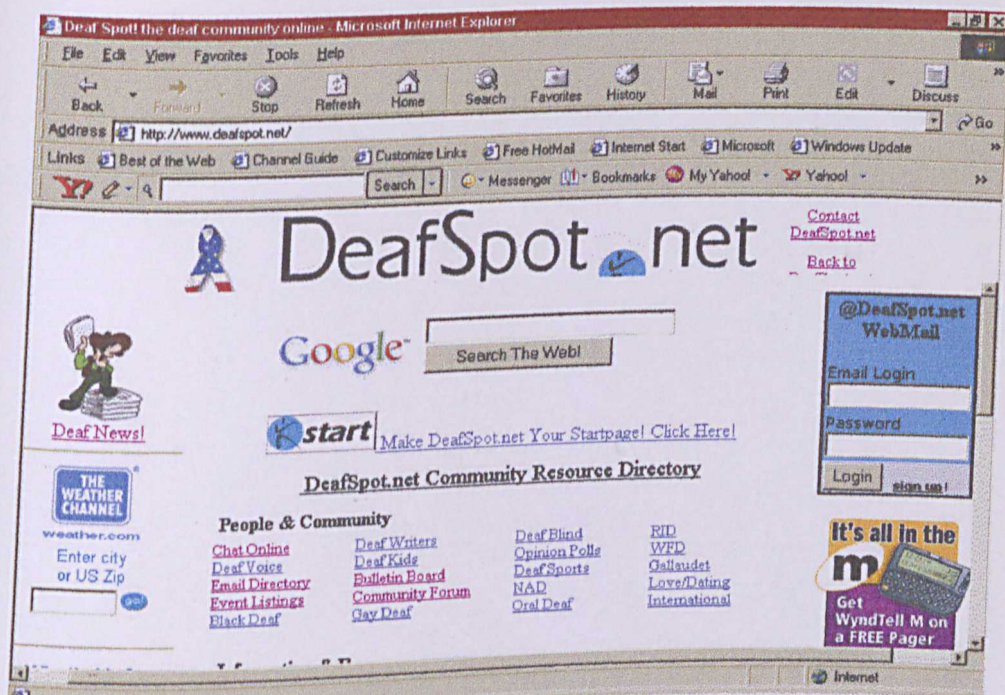 Deaf Spot! the deaf community online - Microsoft Internet Explorer
File Edit View Favorites Tools Help
Back Forward Stop Refresh Home Search Favorites History Mail Print Edit Discuss
Address http://www.deafspot.net/ Go
Links Best of the Web Channel Guide Customize Links Free HotMail Internet Start Microsoft Windows Update
Y! Search Messenger Bookmarks My Yahoo! Yahoo!
DeafSpot.net
Contact
DeafSpot.net
Back to
Google™
Search The Web!
Deaf News!
start Make DeafSpot.net Your Startpage! Click Here!
@DeafSpot.net
WebMail
Email Login
Password
Login sign up!
THE
WEATHER
CHANNEL
weather.com
Enter city
or US Zip
go!
DeafSpot.net Community Resource Directory
People & Community
Chat Online Deaf Writers DeafBlind RID
DeafVoice Deaf Kids Opinion Polls WFD
Email Directory Bulletin Board DeafSports Gallaudet
Event Listings Community Forum NAD Love/Dating
Black Deaf Gay Deaf Oral Deaf International
It's all in the
m
Get
WyndTell M on
a FREE Pager
Internet